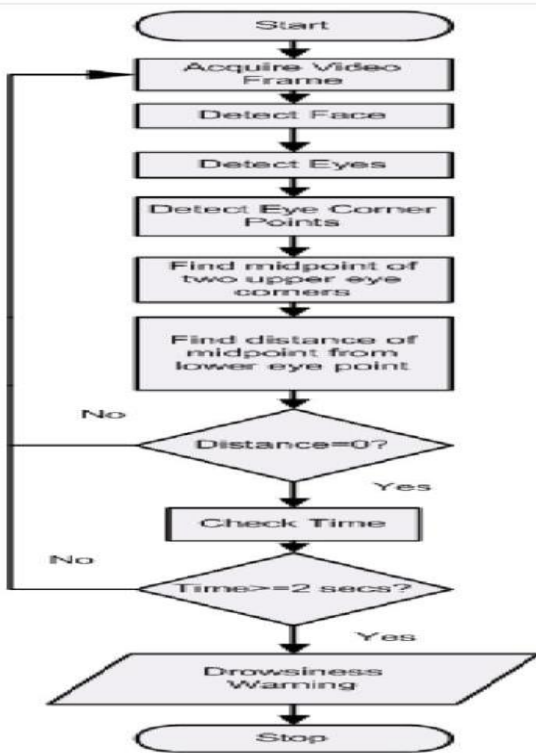 Start
Acquire Video
Frame
Detect Face
Detect Eyes
Detect Eye Corner
Points
Find midpoint of
two upper eye
corners
Find distance of
midpoint from
lower eye point
No
Distance=0?
Yes
Check Time
No
Time>=2 secs?
Yes
Drowsiness
Warning
Stop